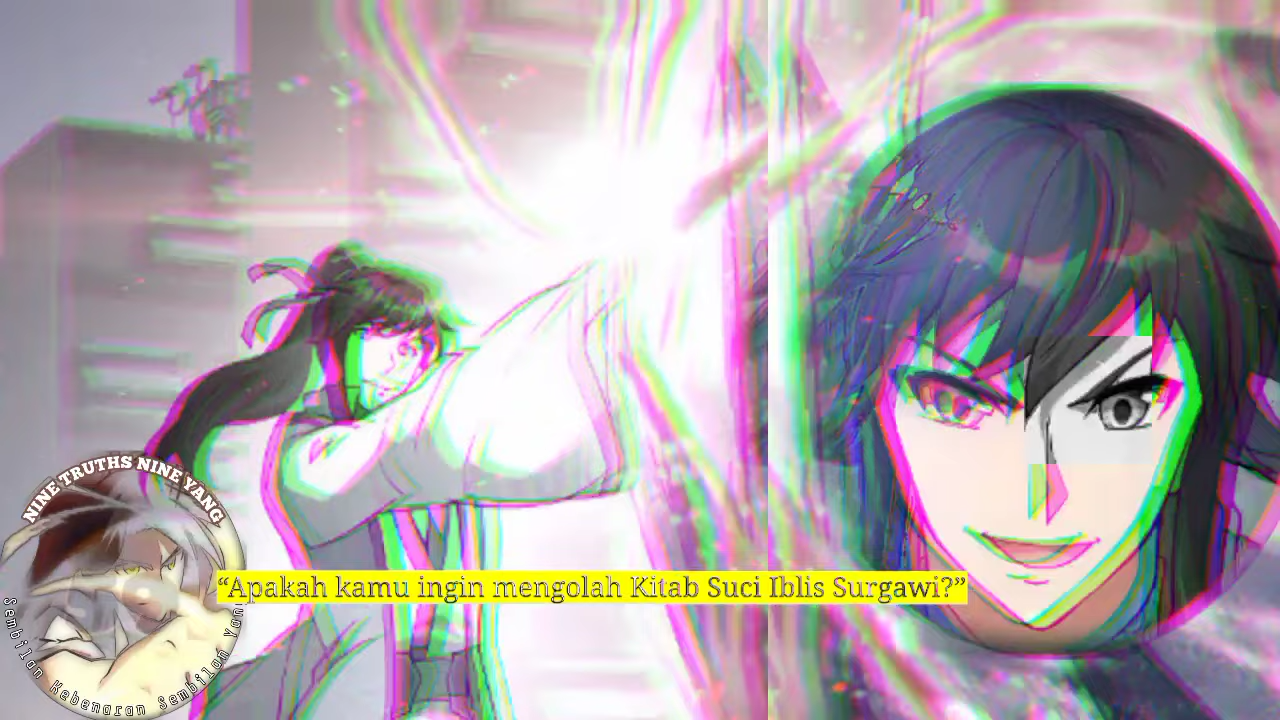 NINE TRUTHS NINE YANG
“Apakah kamu ingin mengolah Kitab Suci Iblis Surgawi?”
Sembilan Kebenaran Sembilan Yang